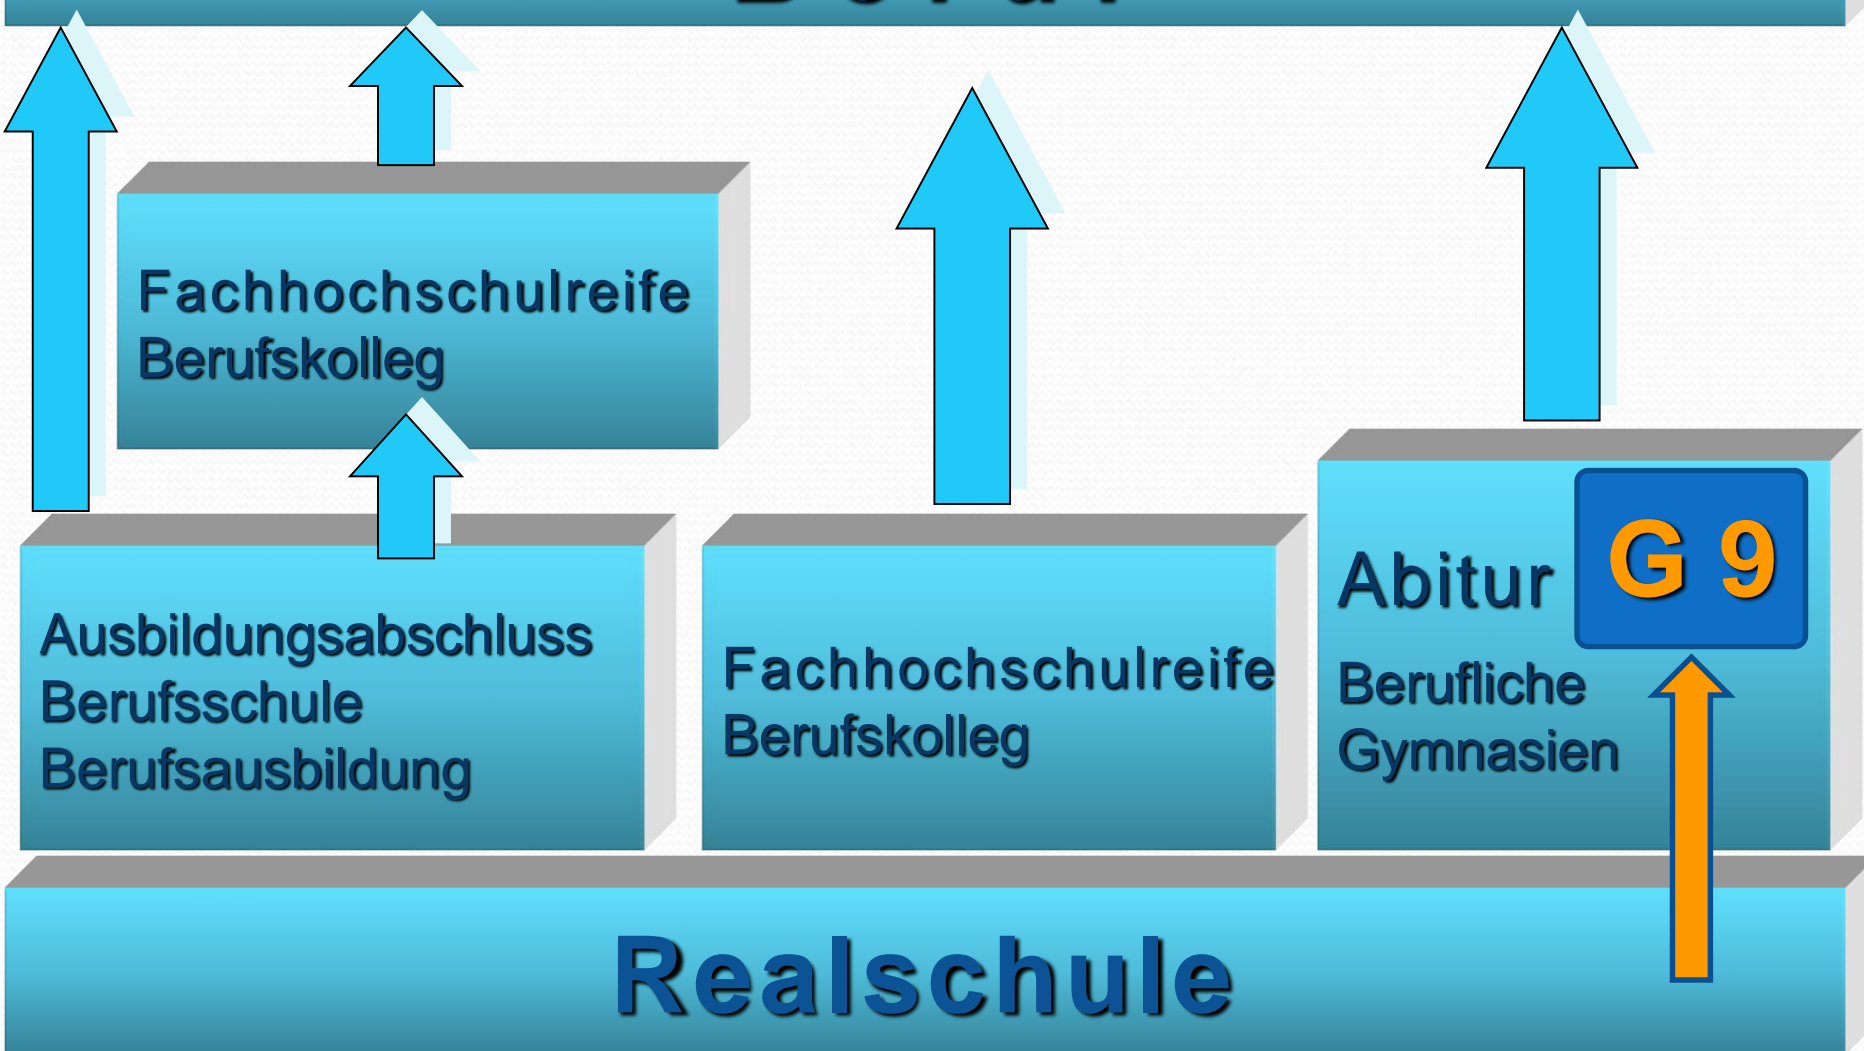 Fachhochschulreife
Berufskolleg
Ausbildungsabschluss
Berufsschule
Berufsausbildung
Fachhochschulreife
Berufskolleg
Abitur
G 9
Berufliche
Gymnasien
Realschule